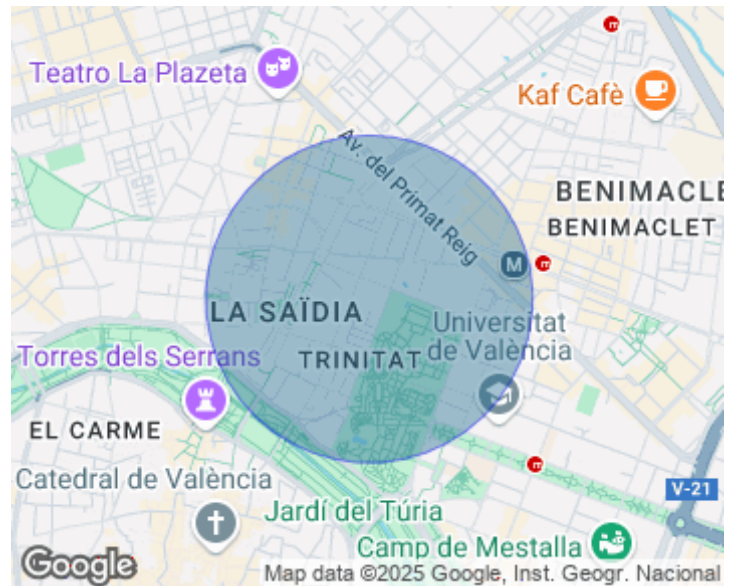 Teatro La Plazeta
Kaf Cafè
Av. del Primat Reig
BENIMACLE
BENIMACLET
M
LA SAÏDIA
Universitat
de València
TRINITAT
Torres dels Serrans
EL CARME
Catedral de València
V-21
Jardí del Túria
Camp de Mestalla
Google
Map data ©2025 Google, Inst. Geogr. Nacional